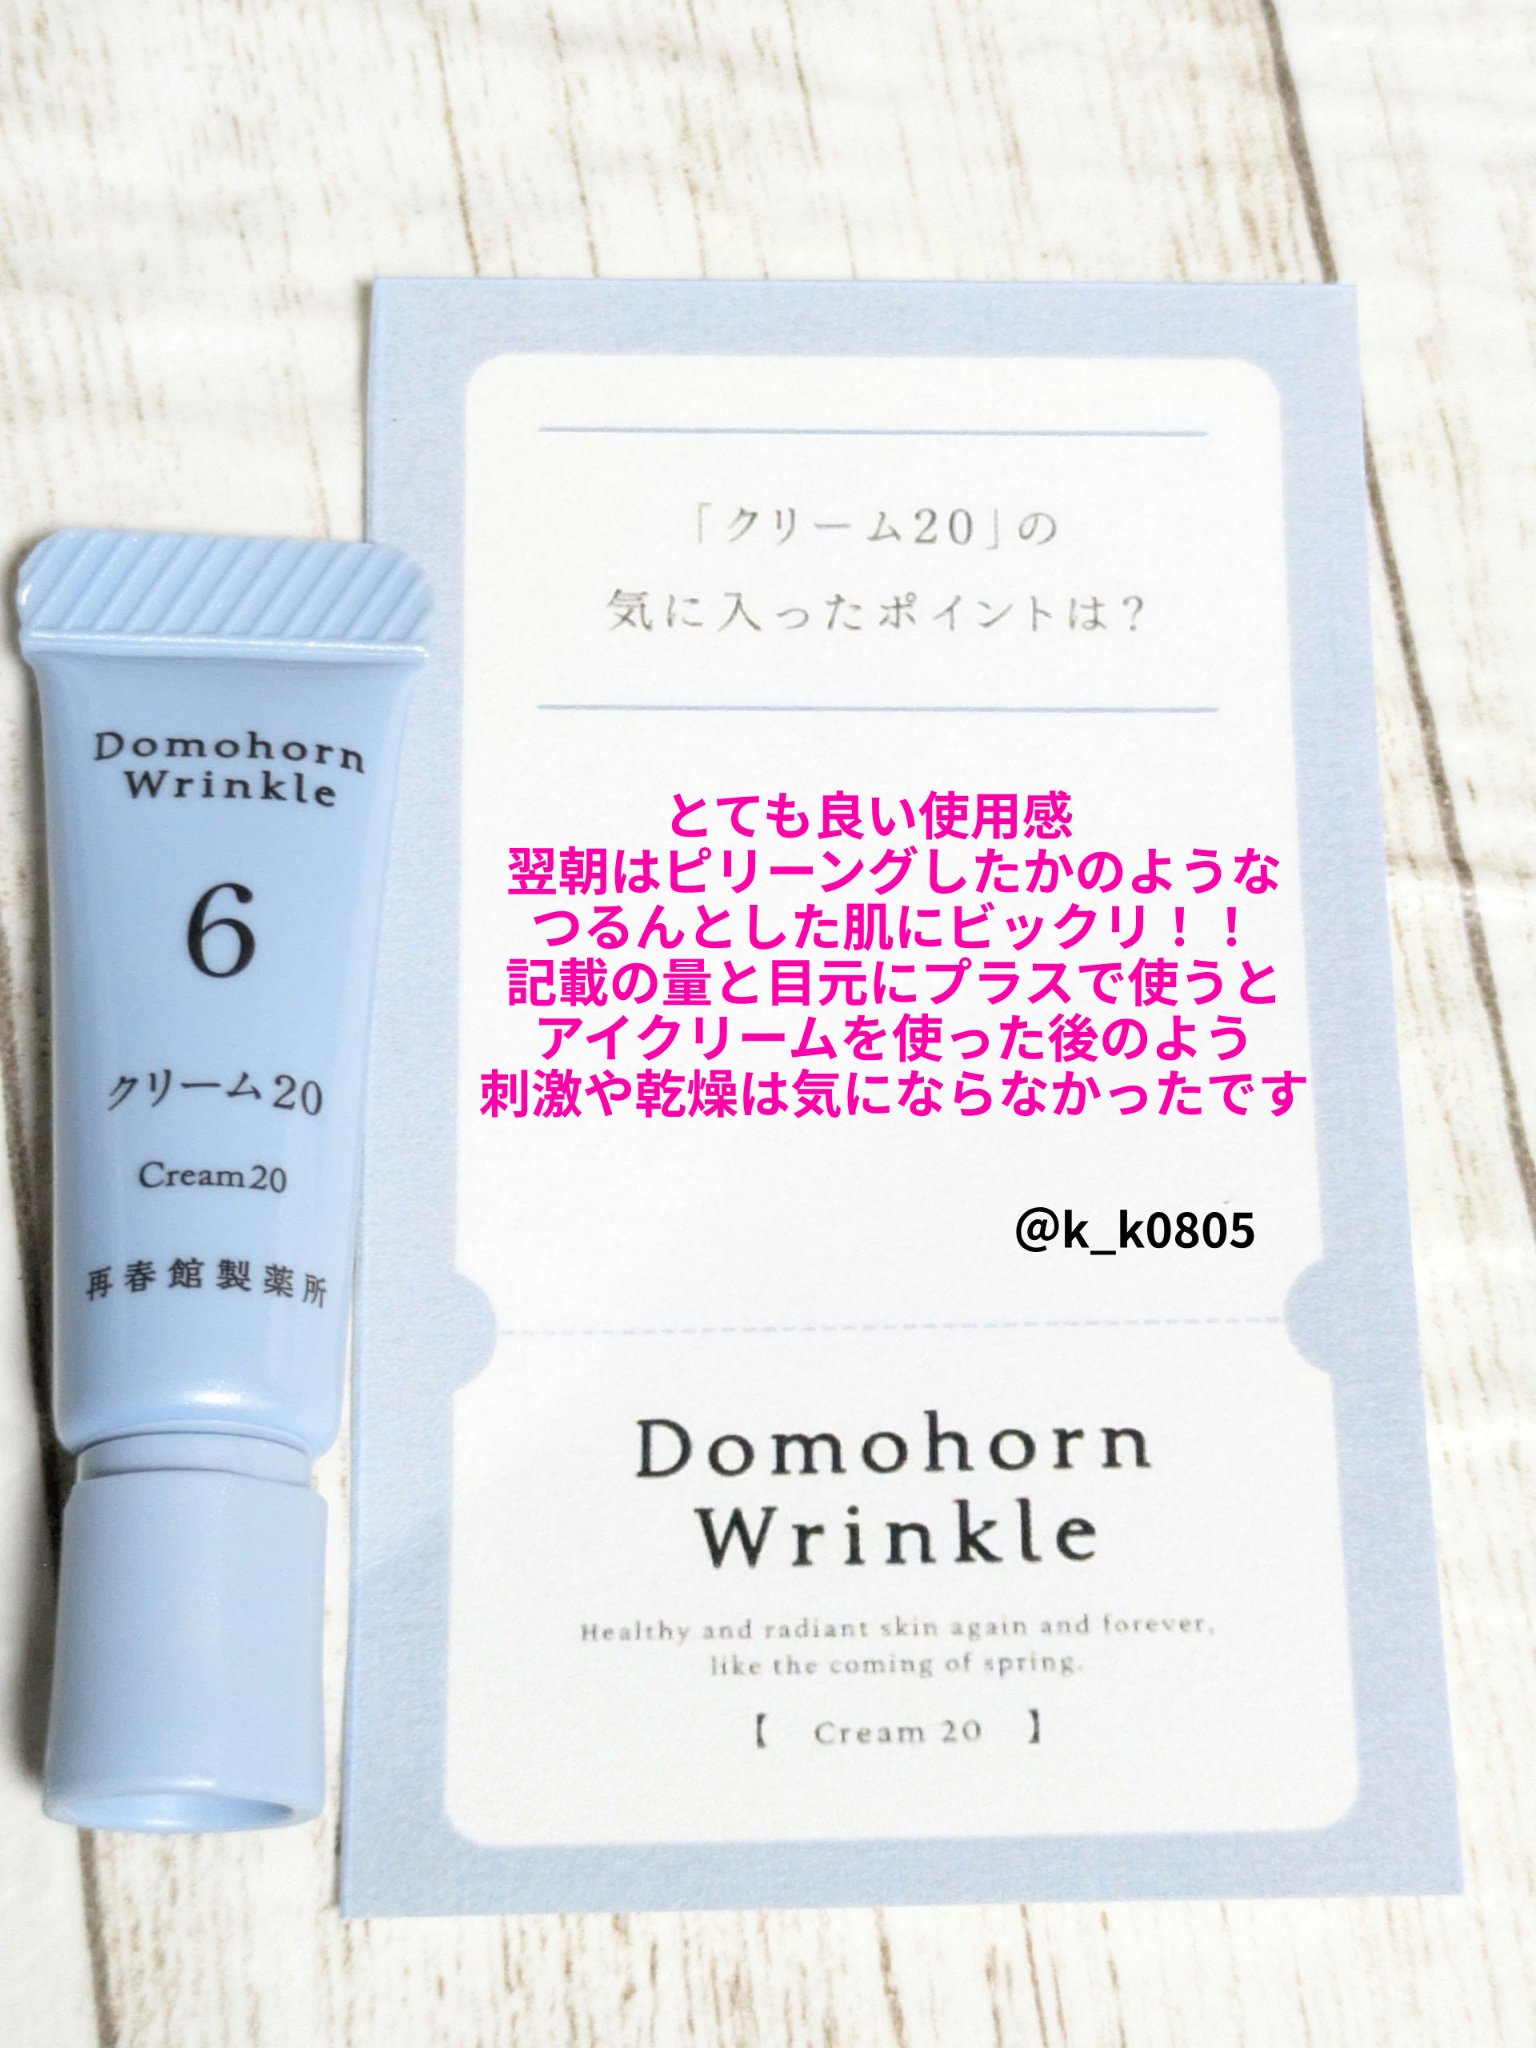 Domohorn
Wrinkle
6
クリーム20
Cream20
再春館製薬所
「クリーム20」の
気に入ったポイントは？
とても良い使用感
翌朝はピリーングしたかのような
つるんとした肌にビックリ！！
記載の量と目元にプラスで使うと
アイクリームを使った後のよう
刺激や乾燥は気にならなかったです
@k_k0805
Domohorn
Wrinkle
Healthy and radiant skin again and forever,
like the coming of spring.
【 Cream 20 】